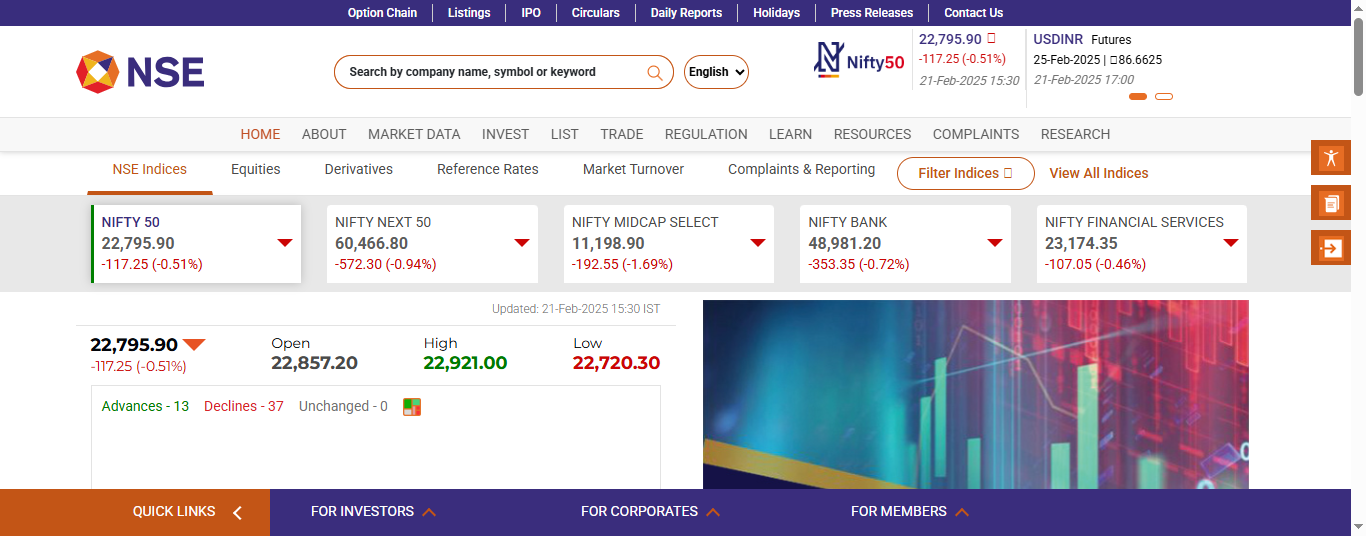 Option Chain Listings IPO Circulars Daily Reports Holidays Press Releases Contact Us
NSE
Search by company name, symbol or keyword
English
Nifty50
22,795.90
-117.25 (-0.51%)
21-Feb-2025 15:30
USDINR Futures
25-Feb-2025 | 86.6625
21-Feb-2025 17:00
HOME ABOUT MARKET DATA INVEST LIST TRADE REGULATION LEARN RESOURCES COMPLAINTS RESEARCH
NSE Indices Equities Derivatives Reference Rates Market Turnover Complaints & Reporting Filter Indices View All Indices
NIFTY 50
22,795.90
-117.25 (-0.51%)
NIFTY NEXT 50
60,466.80
-572.30 (-0.94%)
NIFTY MIDCAP SELECT
11,198.90
-192.55 (-1.69%)
NIFTY BANK
48,981.20
-353.35 (-0.72%)
NIFTY FINANCIAL SERVICES
23,174.35
-107.05 (-0.46%)
Updated: 21-Feb-2025 15:30 IST
22,795.90
-117.25 (-0.51%)
Open
22,857.20
High
22,921.00
Low
22,720.30
Advances - 13 Declines - 37 Unchanged - 0
QUICK LINKS FOR INVESTORS FOR CORPORATES FOR MEMBERS